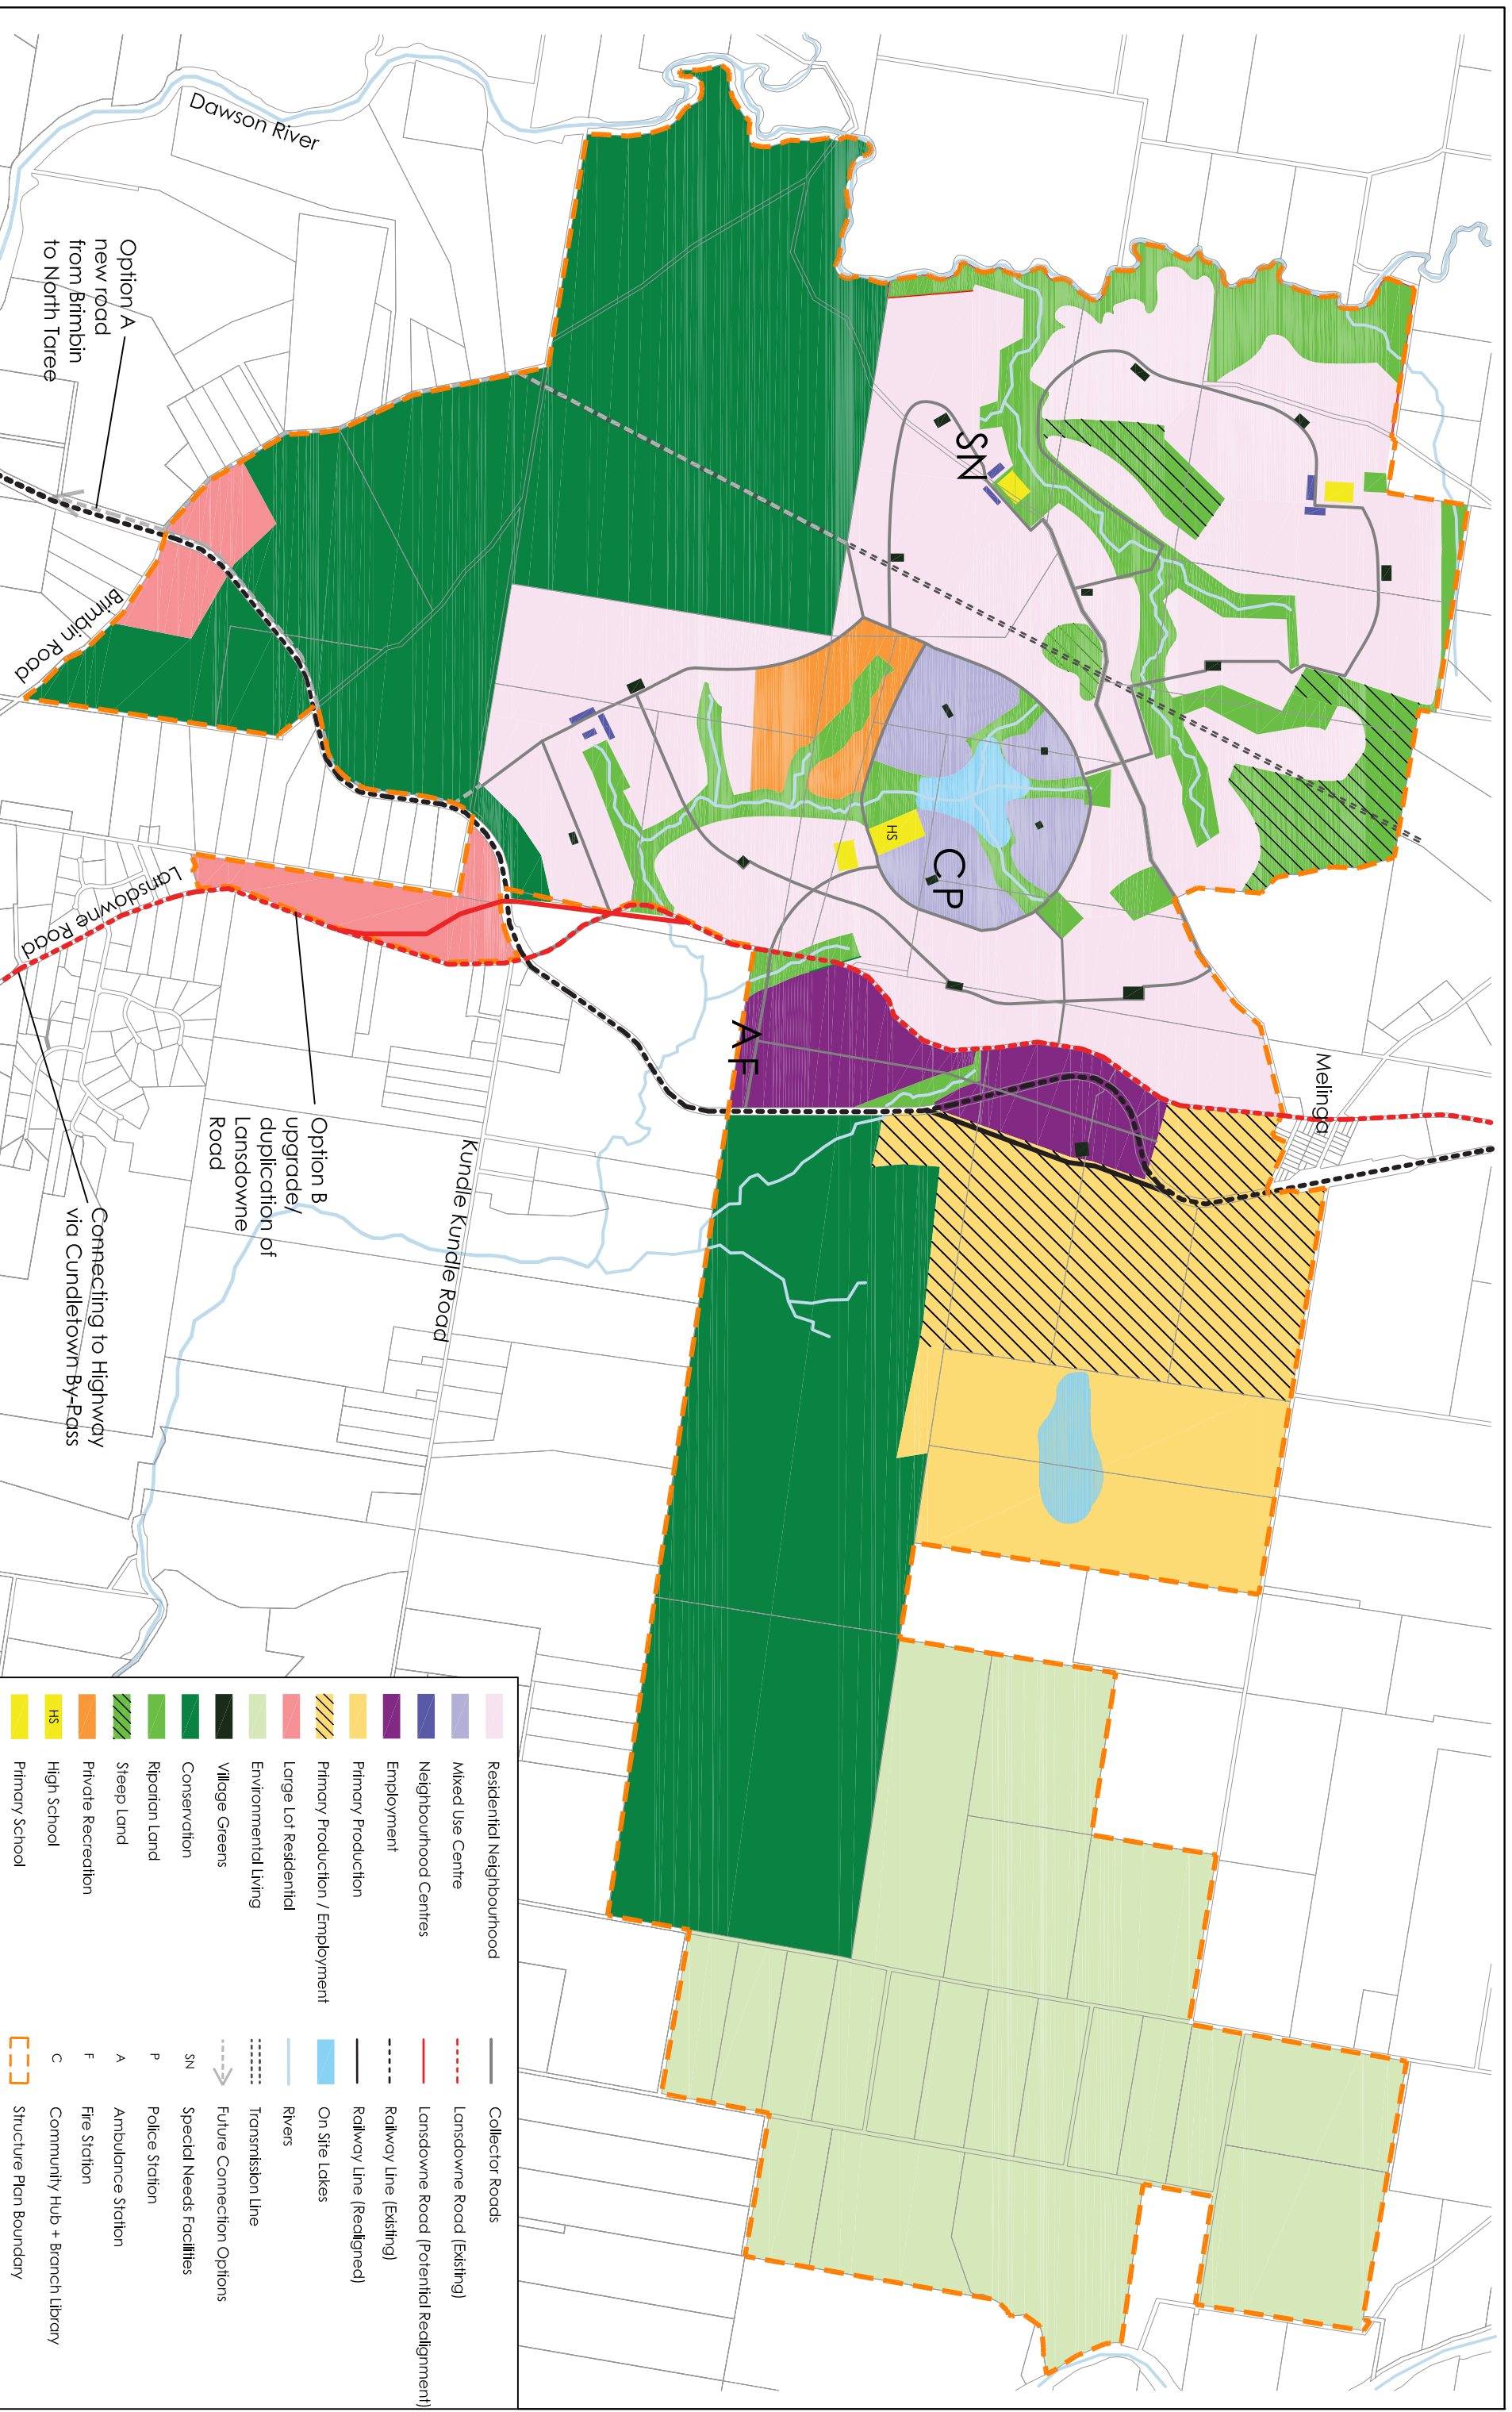 Dawson River
Option A
new road
from Brimbin
to North Taree
Brimbin Road
Lansdowne Road
Option B
upgrade/
duplication of
Lansdowne
Road
Connecting to Highway
via Cundletown By-Pass
Kundle Kundle Road
Melinga
SN
HS
CP
A F
Residential Neighbourhood
Mixed Use Centre
Neighbourhood Centres
Employment
Primary Production
Primary Production / Employment
Large Lot Residential
Environmental Living
Village Greens
Conservation
Riparian Land
Steep Land
Private Recreation
HS High School
Primary School
Collector Roads
Lansdowne Road (Existing)
Lansdowne Road (Potential Realignment)
Railway Line (Existing)
Railway Line (Realigned)
On Site Lakes
Rivers
Transmission Line
Future Connection Options
SN Special Needs Facilities
P Police Station
A Ambulance Station
F Fire Station
C Community Hub + Branch Library
Structure Plan Boundary